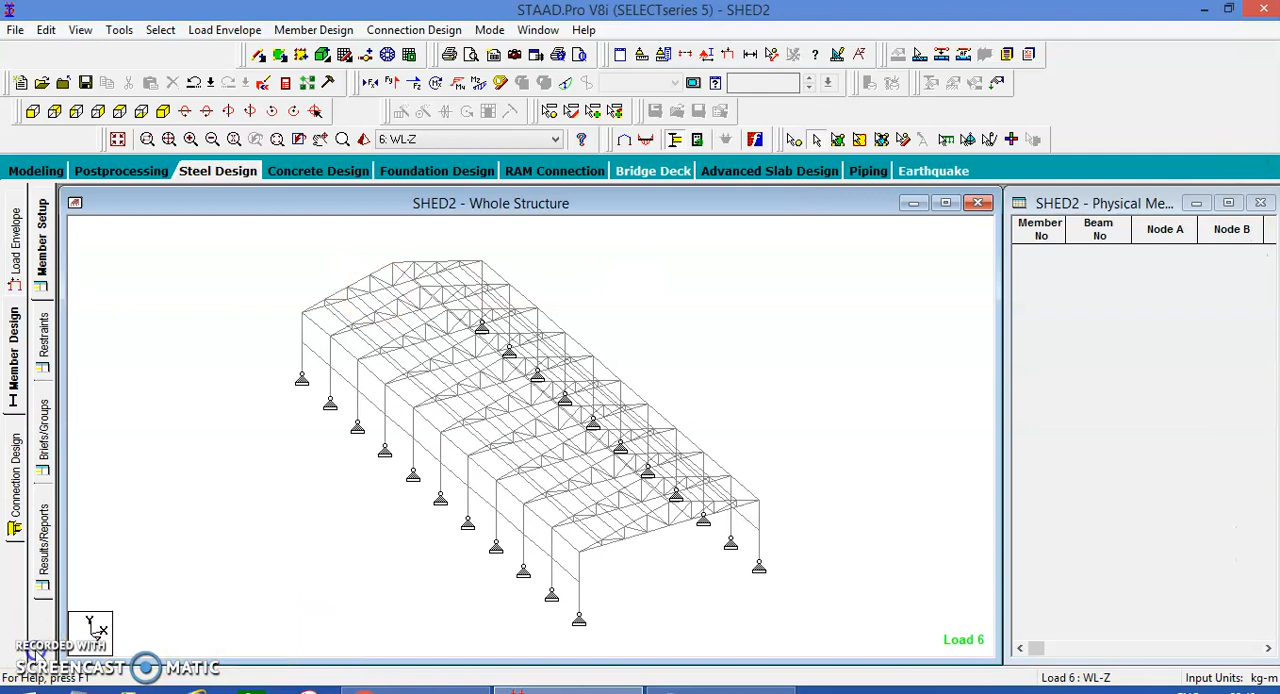 STAAD.Pro V8i (SELECTseries 5) - SHED2
File Edit View Tools Select Load Envelope Member Design Connection Design Mode Window Help
6: WL-Z
Modeling Postprocessing Steel Design Concrete Design Foundation Design RAM Connection Bridge Deck Advanced Slab Design Piping Earthquake
Load Envelope
Member Design
Connection Design
Member Setup
Restraints
Briefs/Groups
Results/Reports
SHED2 - Whole Structure
Y
X
Load 6
SHED2 - Physical Me...
Member No
Beam No
Node A
Node B
RECORDED WITH
SCREENCAST MATIC
For Help, press F1
Load 6 : WL-Z
Input Units: kg-m